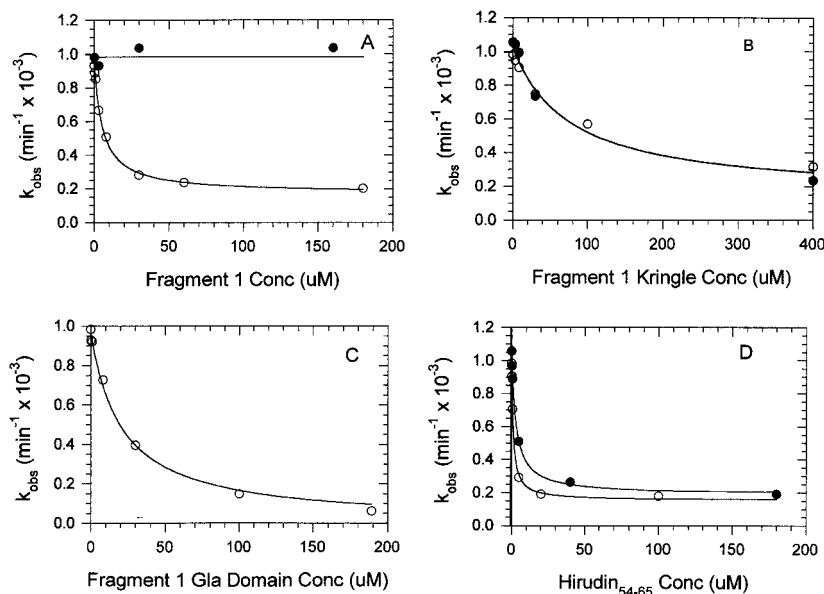 A
k_obs (min⁻¹ x 10⁻³)
1.2
1.0
0.8
0.6
0.4
0.2
0.0
0 50 100 150 200
Fragment 1 Conc (uM)
B
k_obs (min⁻¹ x 10⁻³)
1.2
1.0
0.8
0.6
0.4
0.2
0.0
0 100 200 300 400
Fragment 1 Kringle Conc (uM)
C
k_obs (min⁻¹ x 10⁻³)
1.0
0.8
0.6
0.4
0.2
0.0
0 50 100 150 200
Fragment 1 Gla Domain Conc (uM)
D
k_obs (min⁻¹ x 10⁻³)
1.2
1.0
0.8
0.6
0.4
0.2
0.0
0 50 100 150 200
Hirudin₅₄₋₆₅ Conc (uM)